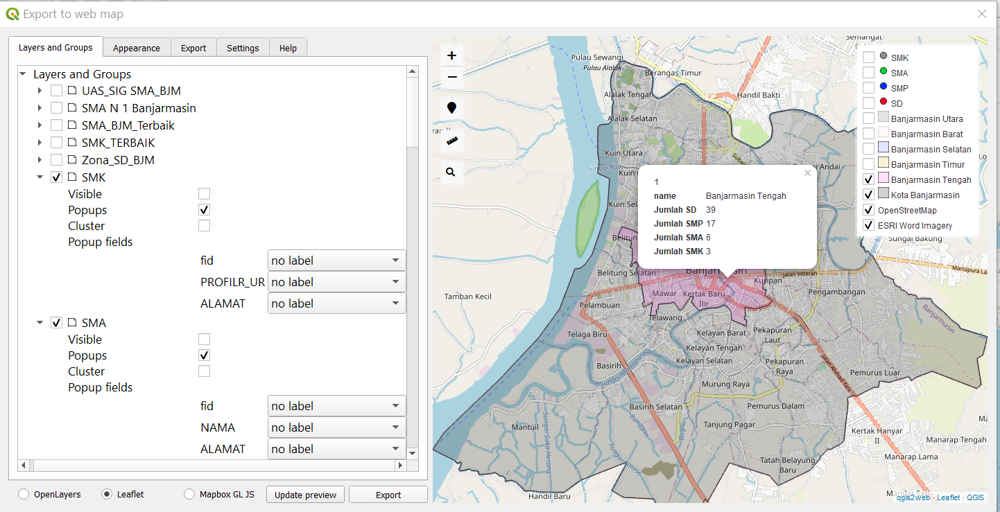 Export to web map
Layers and Groups
Appearance
Export
Settings
Help
Layers and Groups
UAS_SIG SMA_BJM
SMA N 1 Banjarmasin
SMA_BJM_Terbaik
SMK_TERBAIK
Zona_SD_BJM
SMK
Visible
Popups
Cluster
Popup fields
fid no label
PROFILR_UR no label
ALAMAT no label
SMA
Visible
Popups
Cluster
Popup fields
fid no label
NAMA no label
ALAMAT no label
OpenLayers
Leaflet
Mapbox GL JS
Update preview
Export
+
−
Semangat
Pulau Sewangi
Pulau Alalak
Berangas Timur
Handil Bakti
Alalak Tengah
Alalak Selatan
Kuin Utara
Sungai Kuin
Andai
Belitung Selatan
Banjarmasin
Kuripan
Jalan Veteran
Pengambangan
Sungai Bakung
Martapura
Banjarmasin
Mawar
Kertak Baru
Ilir
Tamban Kecil
Pelambuan
Telawang
Telaga Biru
Kelayan Barat
Pekapuran
Laut
Kelayan Tengah
Kelayan Selatan
Pekapuran
Raya
Jalan Ahmad Yani
Basirih
Sungai Martapura
Pemurus Luar
Murung Raya
Basirih Selatan
Pemurus Dalam
Mantuil
Sungai Saka Herang
Runggun
Bagau
Tanjung Pagar
Kertak Hanyar
II
Manarap Tengah
Manarap Lama
Tatah Belayung
Baru
Sungai Basirih
Handil Baru
1
name Banjarmasin Tengah
Jumlah SD 39
Jumlah SMP 17
Jumlah SMA 6
Jumlah SMK 3
SMK
SMA
SMP
SD
Banjarmasin Utara
Banjarmasin Barat
Banjarmasin Selatan
Banjarmasin Timur
Banjarmasin Tengah
Kota Banjarmasin
OpenStreetMap
ESRI Word Imagery
qgis2web · Leaflet · QGIS